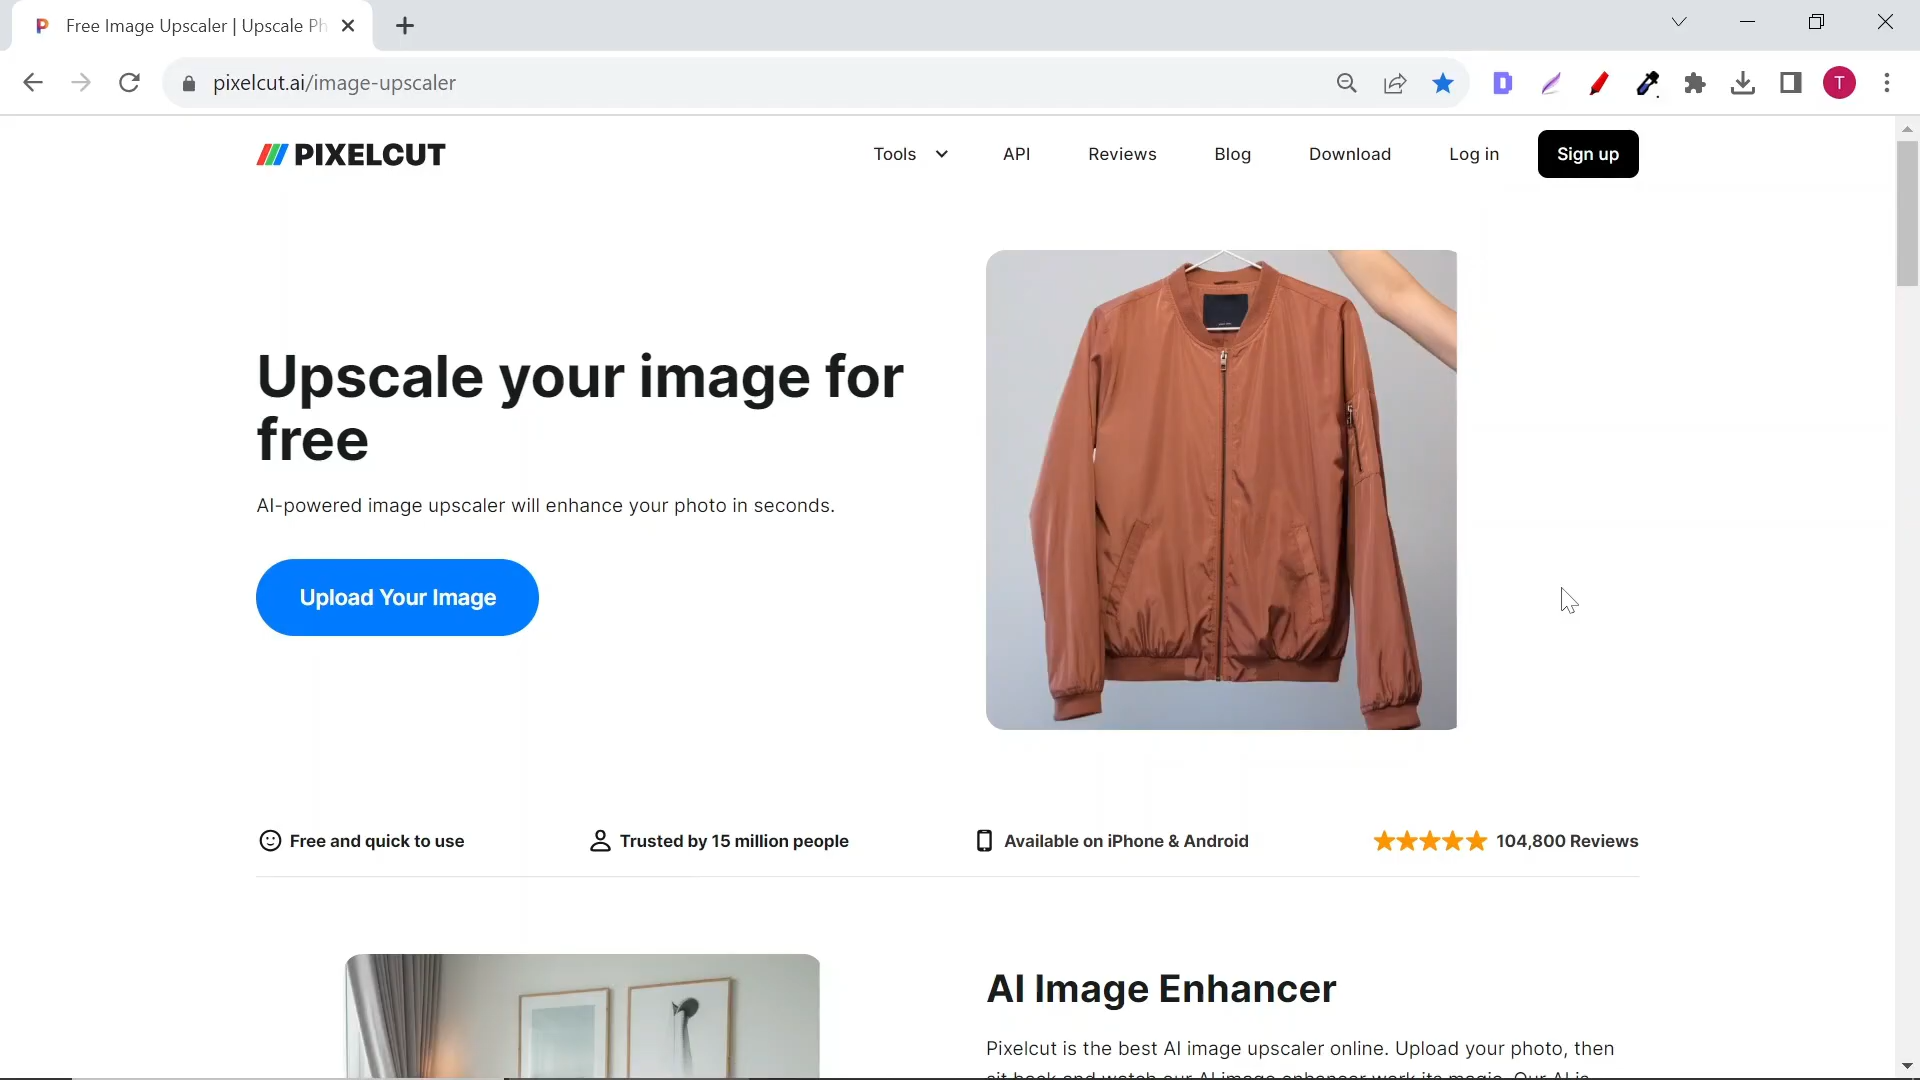 Free Image Upscaler | Upscale Ph
pixelcut.ai/image-upscaler
T
PIXELCUT
Tools
API
Reviews
Blog
Download
Log in
Sign up
Upscale your image for
free
AI-powered image upscaler will enhance your photo in seconds.
Upload Your Image
Free and quick to use
Trusted by 15 million people
Available on iPhone & Android
104,800 Reviews
AI Image Enhancer
Pixelcut is the best AI image upscaler online. Upload your photo, then
sit back and watch our AI image enhancer work its magic. Our AI is